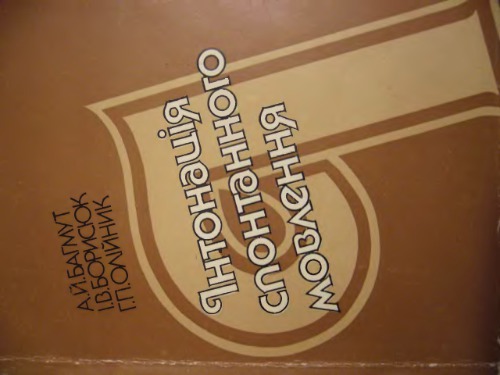 А.Й.БАГМУТ
І.В.БОРИСЮК
Г.П.ОЛІЙНИК
Інтонація
спонтанного
мовлення